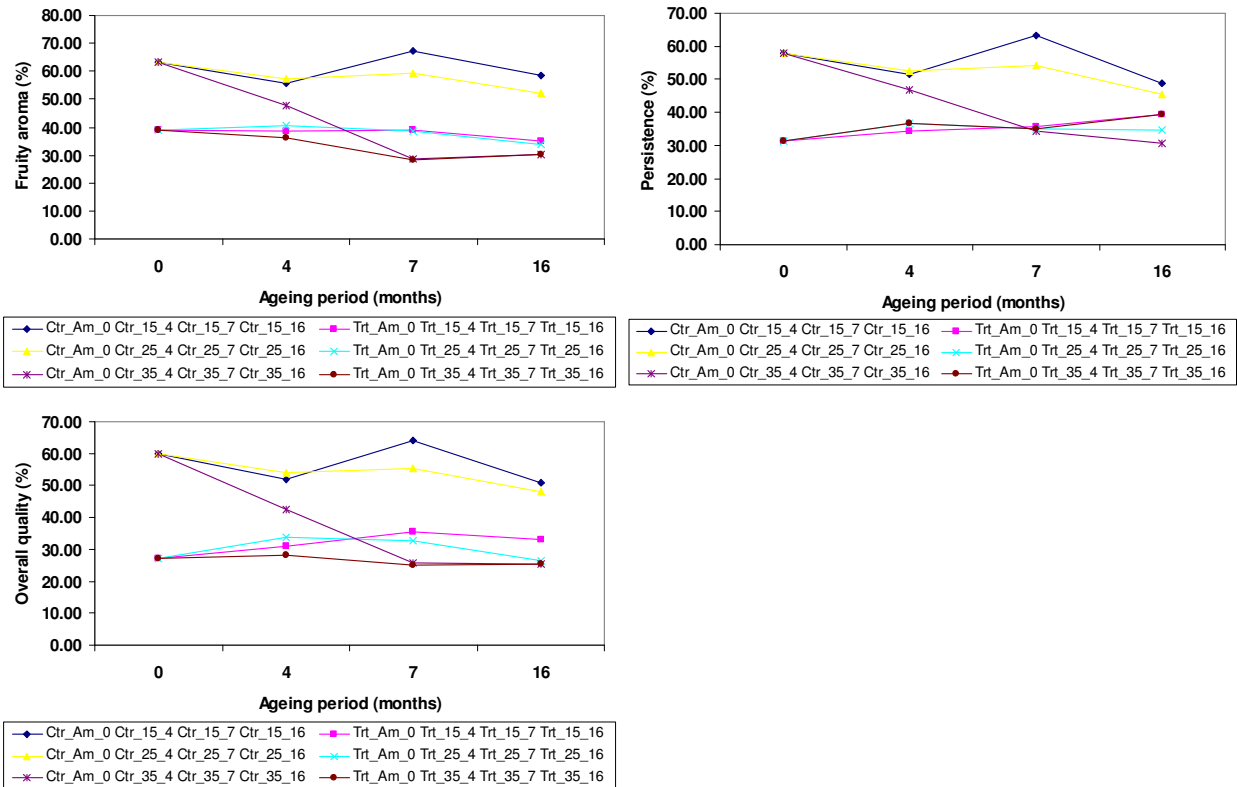 80.00
70.00
60.00
50.00
40.00
30.00
20.00
10.00
0.00
Fruity aroma (%)
0 4 7 16
Ageing period (months)
Ctr_Am_0 Ctr_15_4 Ctr_15_7 Ctr_15_16 Trt_Am_0 Trt_15_4 Trt_15_7 Trt_15_16
Ctr_Am_0 Ctr_25_4 Ctr_25_7 Ctr_25_16 Trt_Am_0 Trt_25_4 Trt_25_7 Trt_25_16
Ctr_Am_0 Ctr_35_4 Ctr_35_7 Ctr_35_16 Trt_Am_0 Trt_35_4 Trt_35_7 Trt_35_16
70.00
60.00
50.00
40.00
30.00
20.00
10.00
0.00
Persistence (%)
0 4 7 16
Ageing period (months)
Ctr_Am_0 Ctr_15_4 Ctr_15_7 Ctr_15_16 Trt_Am_0 Trt_15_4 Trt_15_7 Trt_15_16
Ctr_Am_0 Ctr_25_4 Ctr_25_7 Ctr_25_16 Trt_Am_0 Trt_25_4 Trt_25_7 Trt_25_16
Ctr_Am_0 Ctr_35_4 Ctr_35_7 Ctr_35_16 Trt_Am_0 Trt_35_4 Trt_35_7 Trt_35_16
70.00
60.00
50.00
40.00
30.00
20.00
10.00
0.00
Overall quality (%)
0 4 7 16
Ageing period (months)
Ctr_Am_0 Ctr_15_4 Ctr_15_7 Ctr_15_16 Trt_Am_0 Trt_15_4 Trt_15_7 Trt_15_16
Ctr_Am_0 Ctr_25_4 Ctr_25_7 Ctr_25_16 Trt_Am_0 Trt_25_4 Trt_25_7 Trt_25_16
Ctr_Am_0 Ctr_35_4 Ctr_35_7 Ctr_35_16 Trt_Am_0 Trt_35_4 Trt_35_7 Trt_35_16